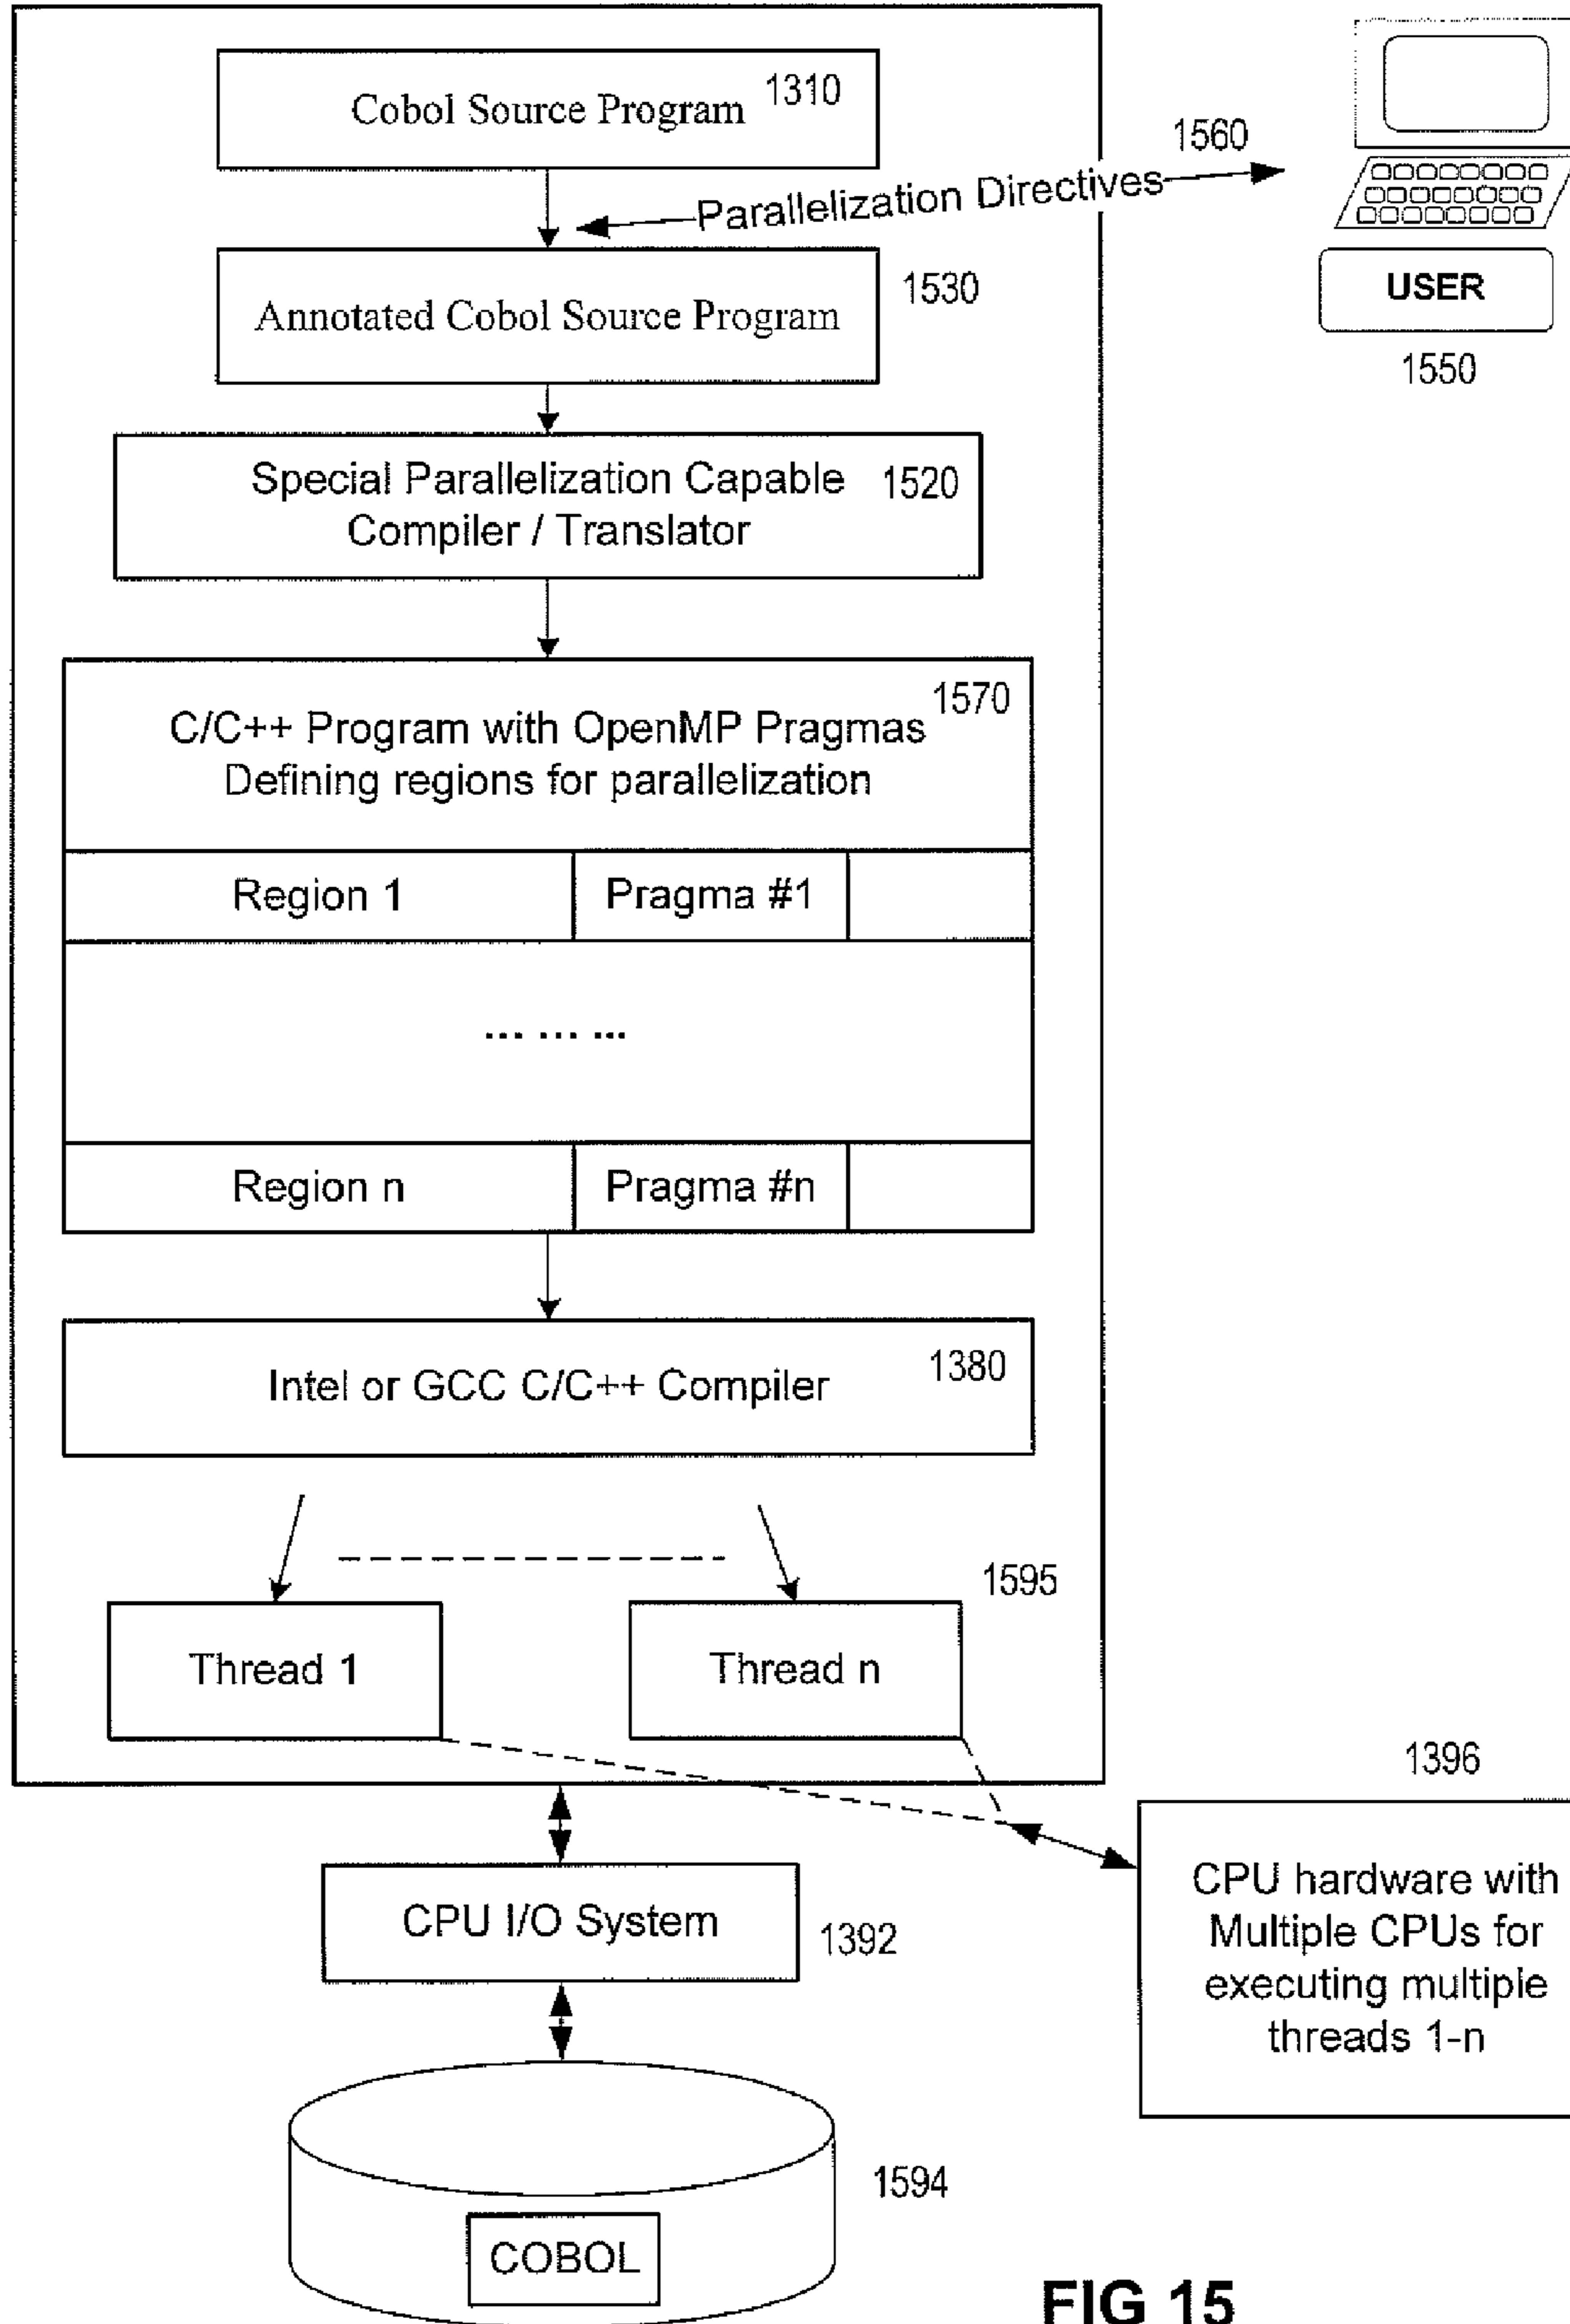 Cobol Source Program
1310
1560
Parallelization Directives
Annotated Cobol Source Program
1530
USER
1550
Special Parallelization Capable
Compiler / Translator
1520
1570
C/C++ Program with OpenMP Pragmas
Defining regions for parallelization
Region 1
Pragma #1
... ... ...
Region n
Pragma #n
1380
Intel or GCC C/C++ Compiler
1595
Thread 1
Thread n
1396
CPU hardware with
Multiple CPUs for
executing multiple
threads 1-n
CPU I/O System
1392
1594
COBOL
FIG 15